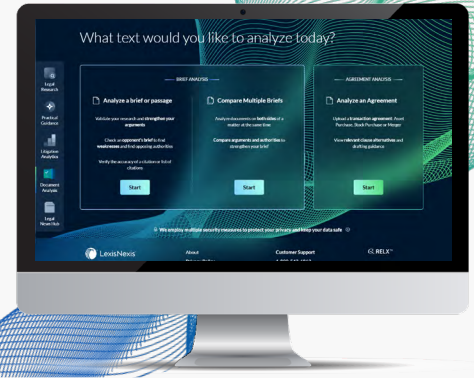 What text would you like to analyze today?
Legal
Research
Practical
Guidance
Litigation
Analytics
Document
Analysis
Legal
News Hub
BRIEF ANALYSIS
Analyze a brief or passage
Validate your research and strengthen your
arguments
Check an opponent's brief to find
weaknesses and find opposing authorities
Verify the accuracy of a citation or list of
citations
Start
Compare Multiple Briefs
Analyze documents on both sides of a
matter at the same time
Compare arguments and authorities to
strengthen your brief
Start
AGREEMENT ANALYSIS
Analyze an Agreement
Upload a transaction agreement: Asset
Purchase, Stock Purchase or Merger
View relevant clause alternatives and
drafting guidance
Start
We employ multiple security measures to protect your privacy and keep your data safe
LexisNexis
About
Customer Support
RELX™